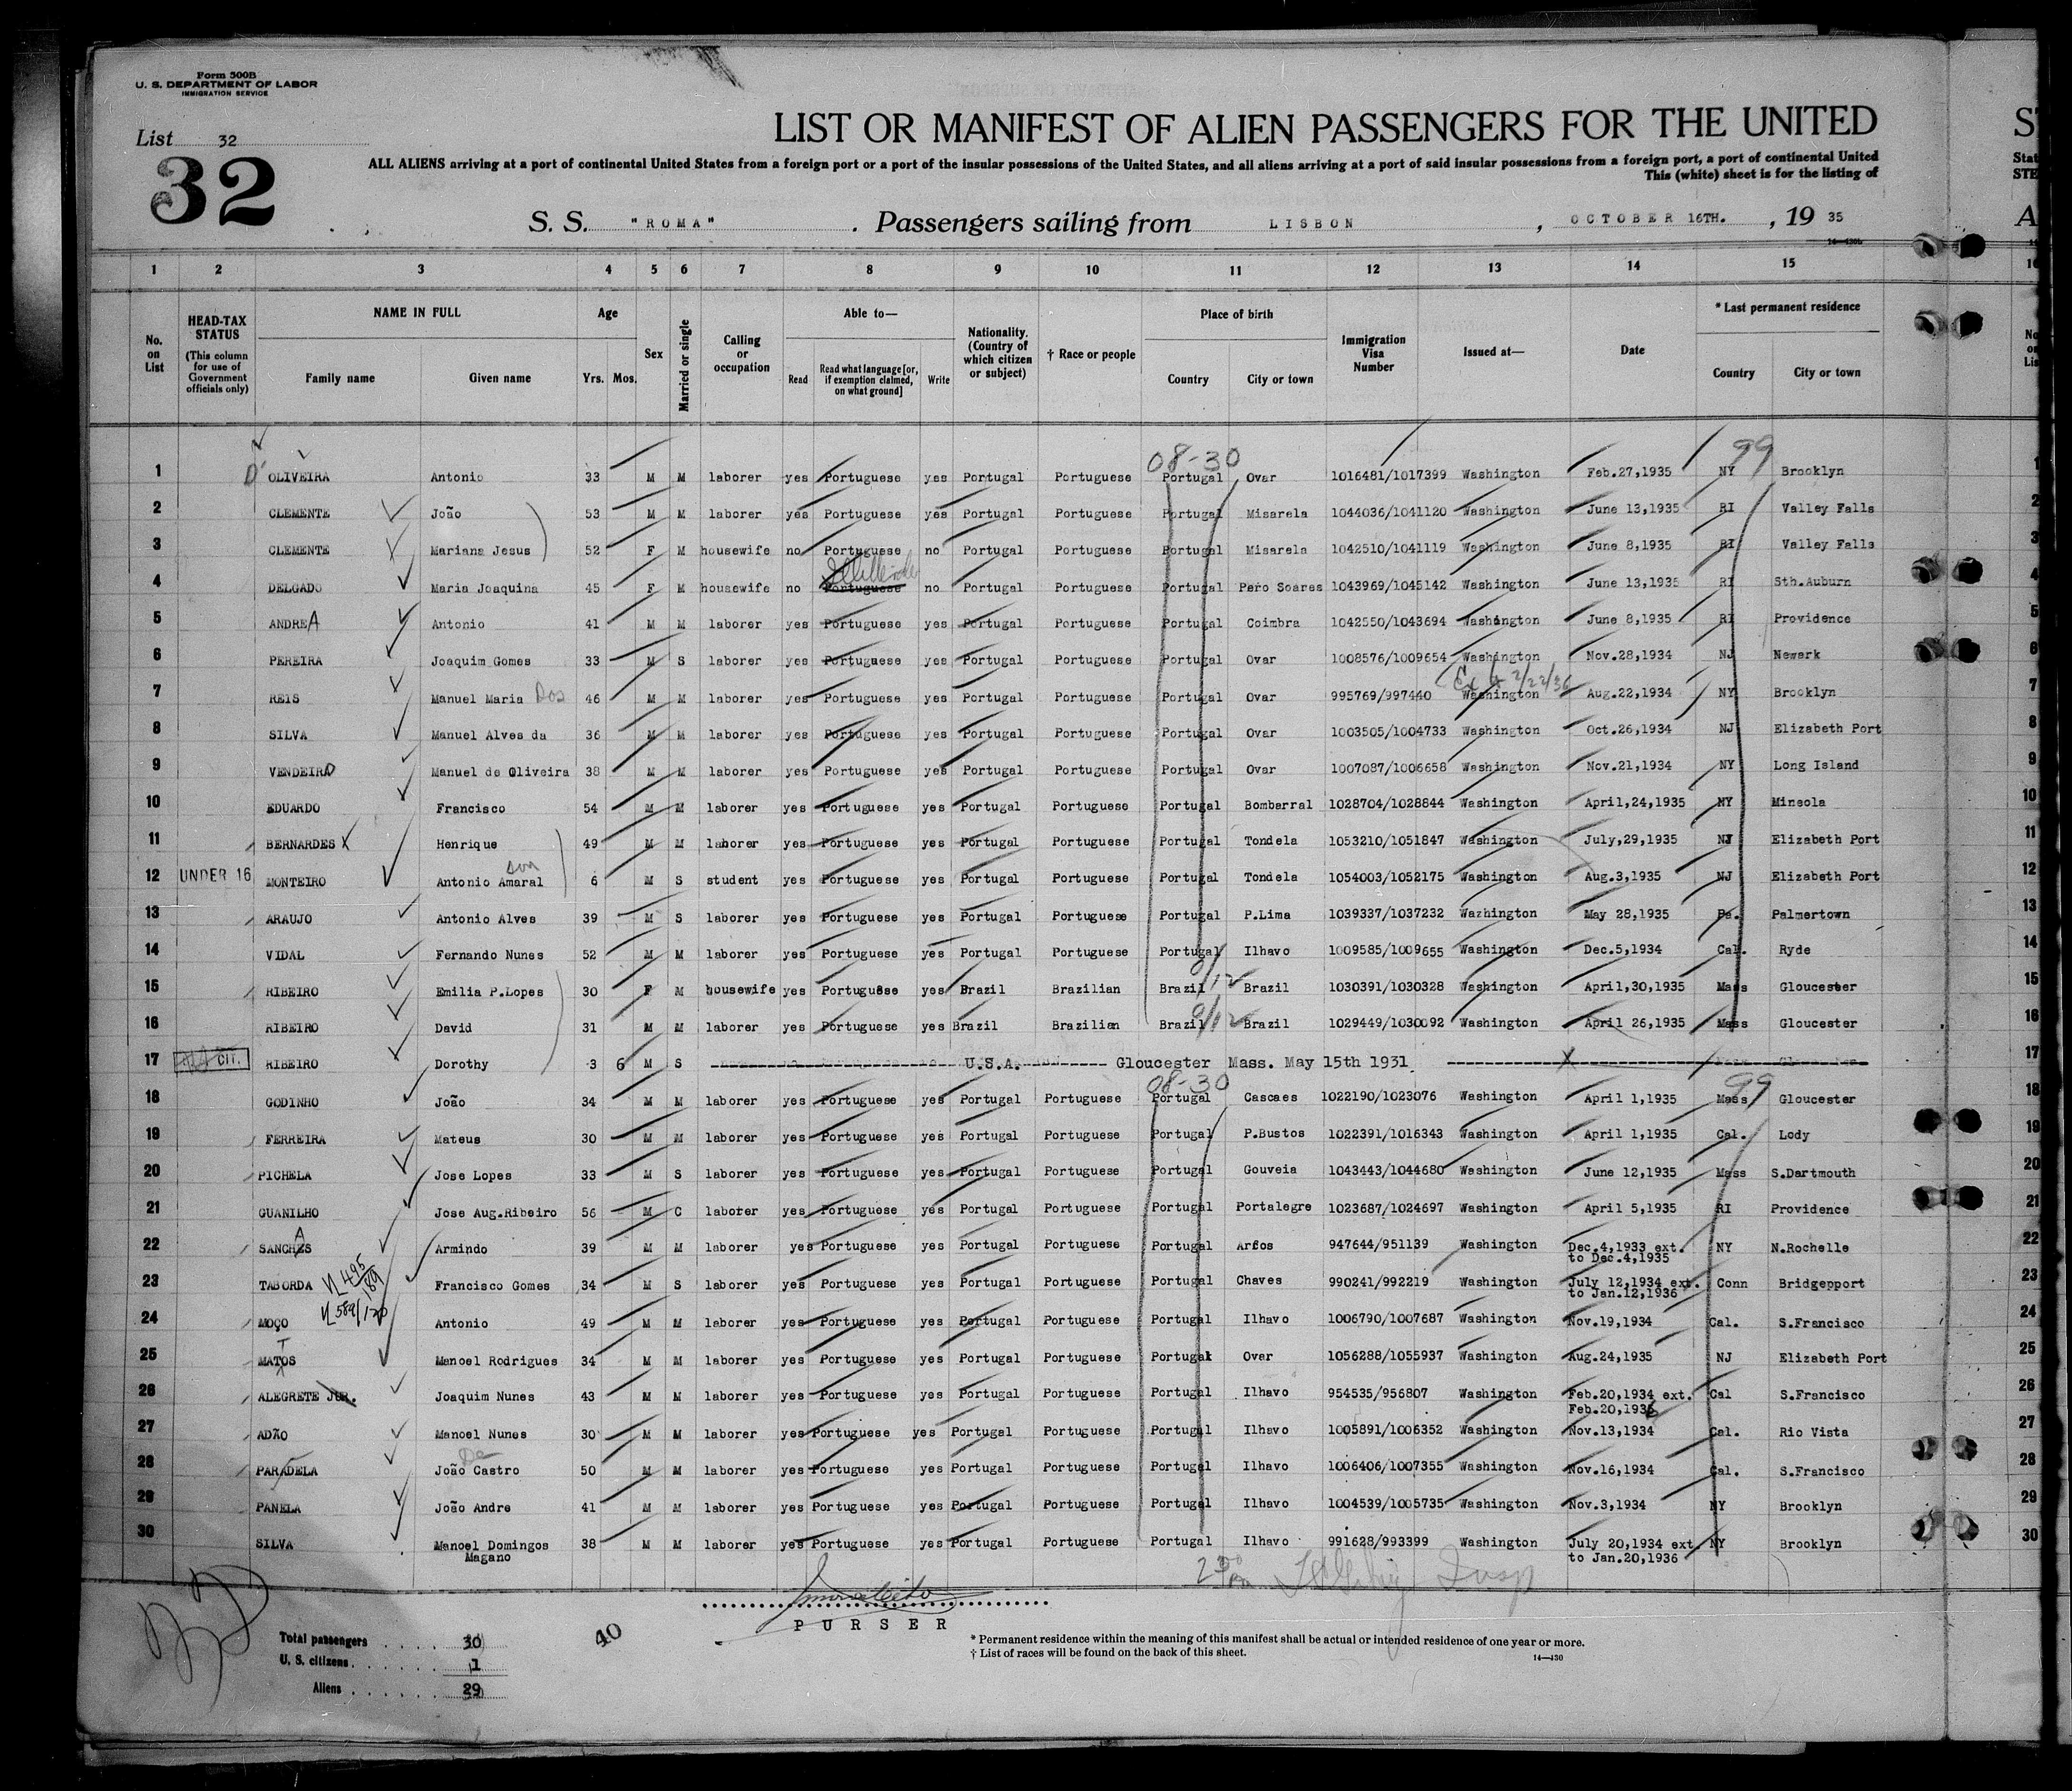 Form 500B
U. S. DEPARTMENT OF LABOR
IMMIGRATION SERVICE
List 32
32
LIST OR MANIFEST OF ALIEN PASSENGERS FOR THE UNITED
ALL ALIENS arriving at a port of continental United States from a foreign port or a port of the insular possessions of the United States, and all aliens arriving at a port of said insular possessions from a foreign port, a port of continental United
This (white) sheet is for the listing of
S. S. "ROMA" . Passengers sailing from LISBON , OCTOBER 16TH. , 19 35
1 2 3 4 5 6 7 8 9 10 11 12 13 14 15
No. on List
HEAD-TAX STATUS (This column for use of Government officials only)
NAME IN FULL Family name Given name
Age Yrs. Mos.
Sex
Married or single
Calling or occupation
Able to— Read Read what language [or, if exemption claimed, on what ground] Write
Nationality. (Country of which citizen or subject)
† Race or people
Place of birth Country City or town
Immigration Visa Number
Issued at—
Date
* Last permanent residence Country City or town
08-30 99
1 D' OLIVEIRA Antonio 33 M M laborer yes Portuguese yes Portugal Portuguese Portugal Ovar 1016481/1017399 Washington Feb.27,1935 NY Brooklyn
2 CLEMENTE João 53 M M laborer yes Portuguese yes Portugal Portuguese Portugal Misarela 1044036/1041120 Washington June 13,1935 RI Valley Falls
3 CLEMENTE Mariana Jesus 52 F M housewife no Portuguese no Portugal Portuguese Portugal Misarela 1042510/1041119 Washington June 8,1935 RI Valley Falls
4 DELGADO Maria Joaquina 45 F M housewife no Portuguese no Portugal Portuguese Portugal Pero Soares 1043969/1045142 Washington June 13,1935 RI Sth.Auburn
5 ANDREA Antonio 41 M M laborer yes Portuguese yes Portugal Portuguese Portugal Coimbra 1042550/1043694 Washington June 8,1935 RI Providence
6 PEREIRA Joaquim Gomes 33 M S laborer yes Portuguese yes Portugal Portuguese Portugal Ovar 1008576/1009654 Washington Nov.28,1934 NJ Newark
2/22/36
7 REIS Manuel Maria Dos 46 M M laborer yes Portuguese yes Portugal Portuguese Portugal Ovar 995769/997440 Washington Aug.22,1934 NY Brooklyn
8 SILVA Manuel Alves da 36 M M laborer yes Portuguese yes Portugal Portuguese Portugal Ovar 1003505/1004733 Washington Oct.26,1934 NJ Elizabeth Port
9 VENDEIRO Manuel de Oliveira 38 M M laborer yes Portuguese yes Portugal Portuguese Portugal Ovar 1007087/1006658 Washington Nov.21,1934 NY Long Island
10 EDUARDO Francisco 54 M M laborer yes Portuguese yes Portugal Portuguese Portugal Bombarral 1028704/1028844 Washington April,24,1935 NY Mineola
11 BERNARDES Henrique 49 M M laborer yes Portuguese yes Portugal Portuguese Portugal Tondela 1053210/1051847 Washington July,29,1935 NJ Elizabeth Port
son
12 UNDER 16 MONTEIRO Antonio Amaral 6 M S student yes Portuguese yes Portugal Portuguese Portugal Tondela 1054003/1052175 Washington Aug.3,1935 NJ Elizabeth Port
13 ARAUJO Antonio Alves 39 M S laborer yes Portuguese yes Portugal Portuguese Portugal P.Lima 1039337/1037232 Wazhington May 28,1935 Pa. Palmertown
14 VIDAL Fernando Nunes 52 M M laborer yes Portuguese yes Portugal Portuguese Portugal Ilhavo 1009585/1009655 Washington Dec.5,1934 Cal. Ryde
15 RIBEIRO Emilia P.Lopes 30 F M housewife yes Portuguese yes Brazil Brazilian Brazil Brazil 1030391/1030328 Washington April,30,1935 Mass Gloucester
16 RIBEIRO David 31 M M laborer yes Portuguese yes Brazil Brazilian Brazil Brazil 1029449/1030092 Washington April 26,1935 Mass Gloucester
17 CIT. RIBEIRO Dorothy 3 6 M S U.S.A. Gloucester Mass. May 15th 1931
08-30 99
18 GODINHO João 34 M M laborer yes Portuguese yes Portugal Portuguese Portugal Cascaes 1022190/1023076 Washington April 1,1935 Mass Gloucester
19 FERREIRA Mateus 30 M M laborer yes Portuguese yes Portugal Portuguese Portugal P.Bustos 1022391/1016343 Washington April 1,1935 Cal. Lody
20 PICHELA Jose Lopes 33 M S laborer yes Portuguese yes Portugal Portuguese Portugal Gouveia 1043443/1044680 Washington June 12,1935 Mass S.Dartmouth
21 GUANILHO Jose Aug.Ribeiro 56 M C laborer yes Portuguese yes Portugal Portuguese Portugal Portalegre 1023687/1024697 Washington April 5,1935 RI Providence
A
22 SANCHES Armindo 39 M M laborer yes Portuguese yes Portugal Portuguese Portugal 947644/951139 Washington Dec.4,1933 ext. to Dec.4,1935 NY N.Rochelle
23 TABORDA Francisco Gomes 34 M S laborer yes Portuguese yes Portugal Portuguese Portugal Chaves 990241/992219 Washington July 12,1934 ext. to Jan.12,1936 Conn Bridgepport
24 MOÇO Antonio 49 M M laborer yes Portuguese yes Portugal Portuguese Portugal Ilhavo 1006790/1007687 Washington Nov.19,1934 Cal. S.Francisco
T
25 MATOS Manoel Rodrigues 34 M M laborer yes Portuguese yes Portugal Portuguese Portugal Ovar 1056288/1055937 Washington Aug.24,1935 NJ Elizabeth Port
26 ALEGRETE JUR. Joaquim Nunes 43 M M laborer yes Portuguese yes Portugal Portuguese Portugal Ilhavo 954535/956807 Washington Feb.20,1934 ext. Feb.20,1936 Cal S.Francisco
27 ADÃO Manoel Nunes 30 M M laborer yes Portuguese yes Portugal Portuguese Portugal Ilhavo 1005891/1006352 Washington Nov.13,1934 Cal. Rio Vista
De
28 PARADELA João Castro 50 M M laborer yes Portuguese yes Portugal Portuguese Portugal Ilhavo 1006406/1007355 Washington Nov.16,1934 Cal. S.Francisco
29 PANELA João Andre 41 M M laborer yes Portuguese yes Portugal Portuguese Portugal Ilhavo 1004539/1005735 Washington Nov.3,1934 NY Brooklyn
30 SILVA Manoel Domingos Magano 38 M M laborer yes Portuguese yes Portugal Portuguese Portugal Ilhavo 991628/993399 Washington July 20,1934 ext. to Jan.20,1936 NY Brooklyn
PURSER
Total passengers 30
U. S. citizens 1
Aliens 29
40
* Permanent residence within the meaning of this manifest shall be actual or intended residence of one year or more.
† List of races will be found on the back of this sheet.
14—430